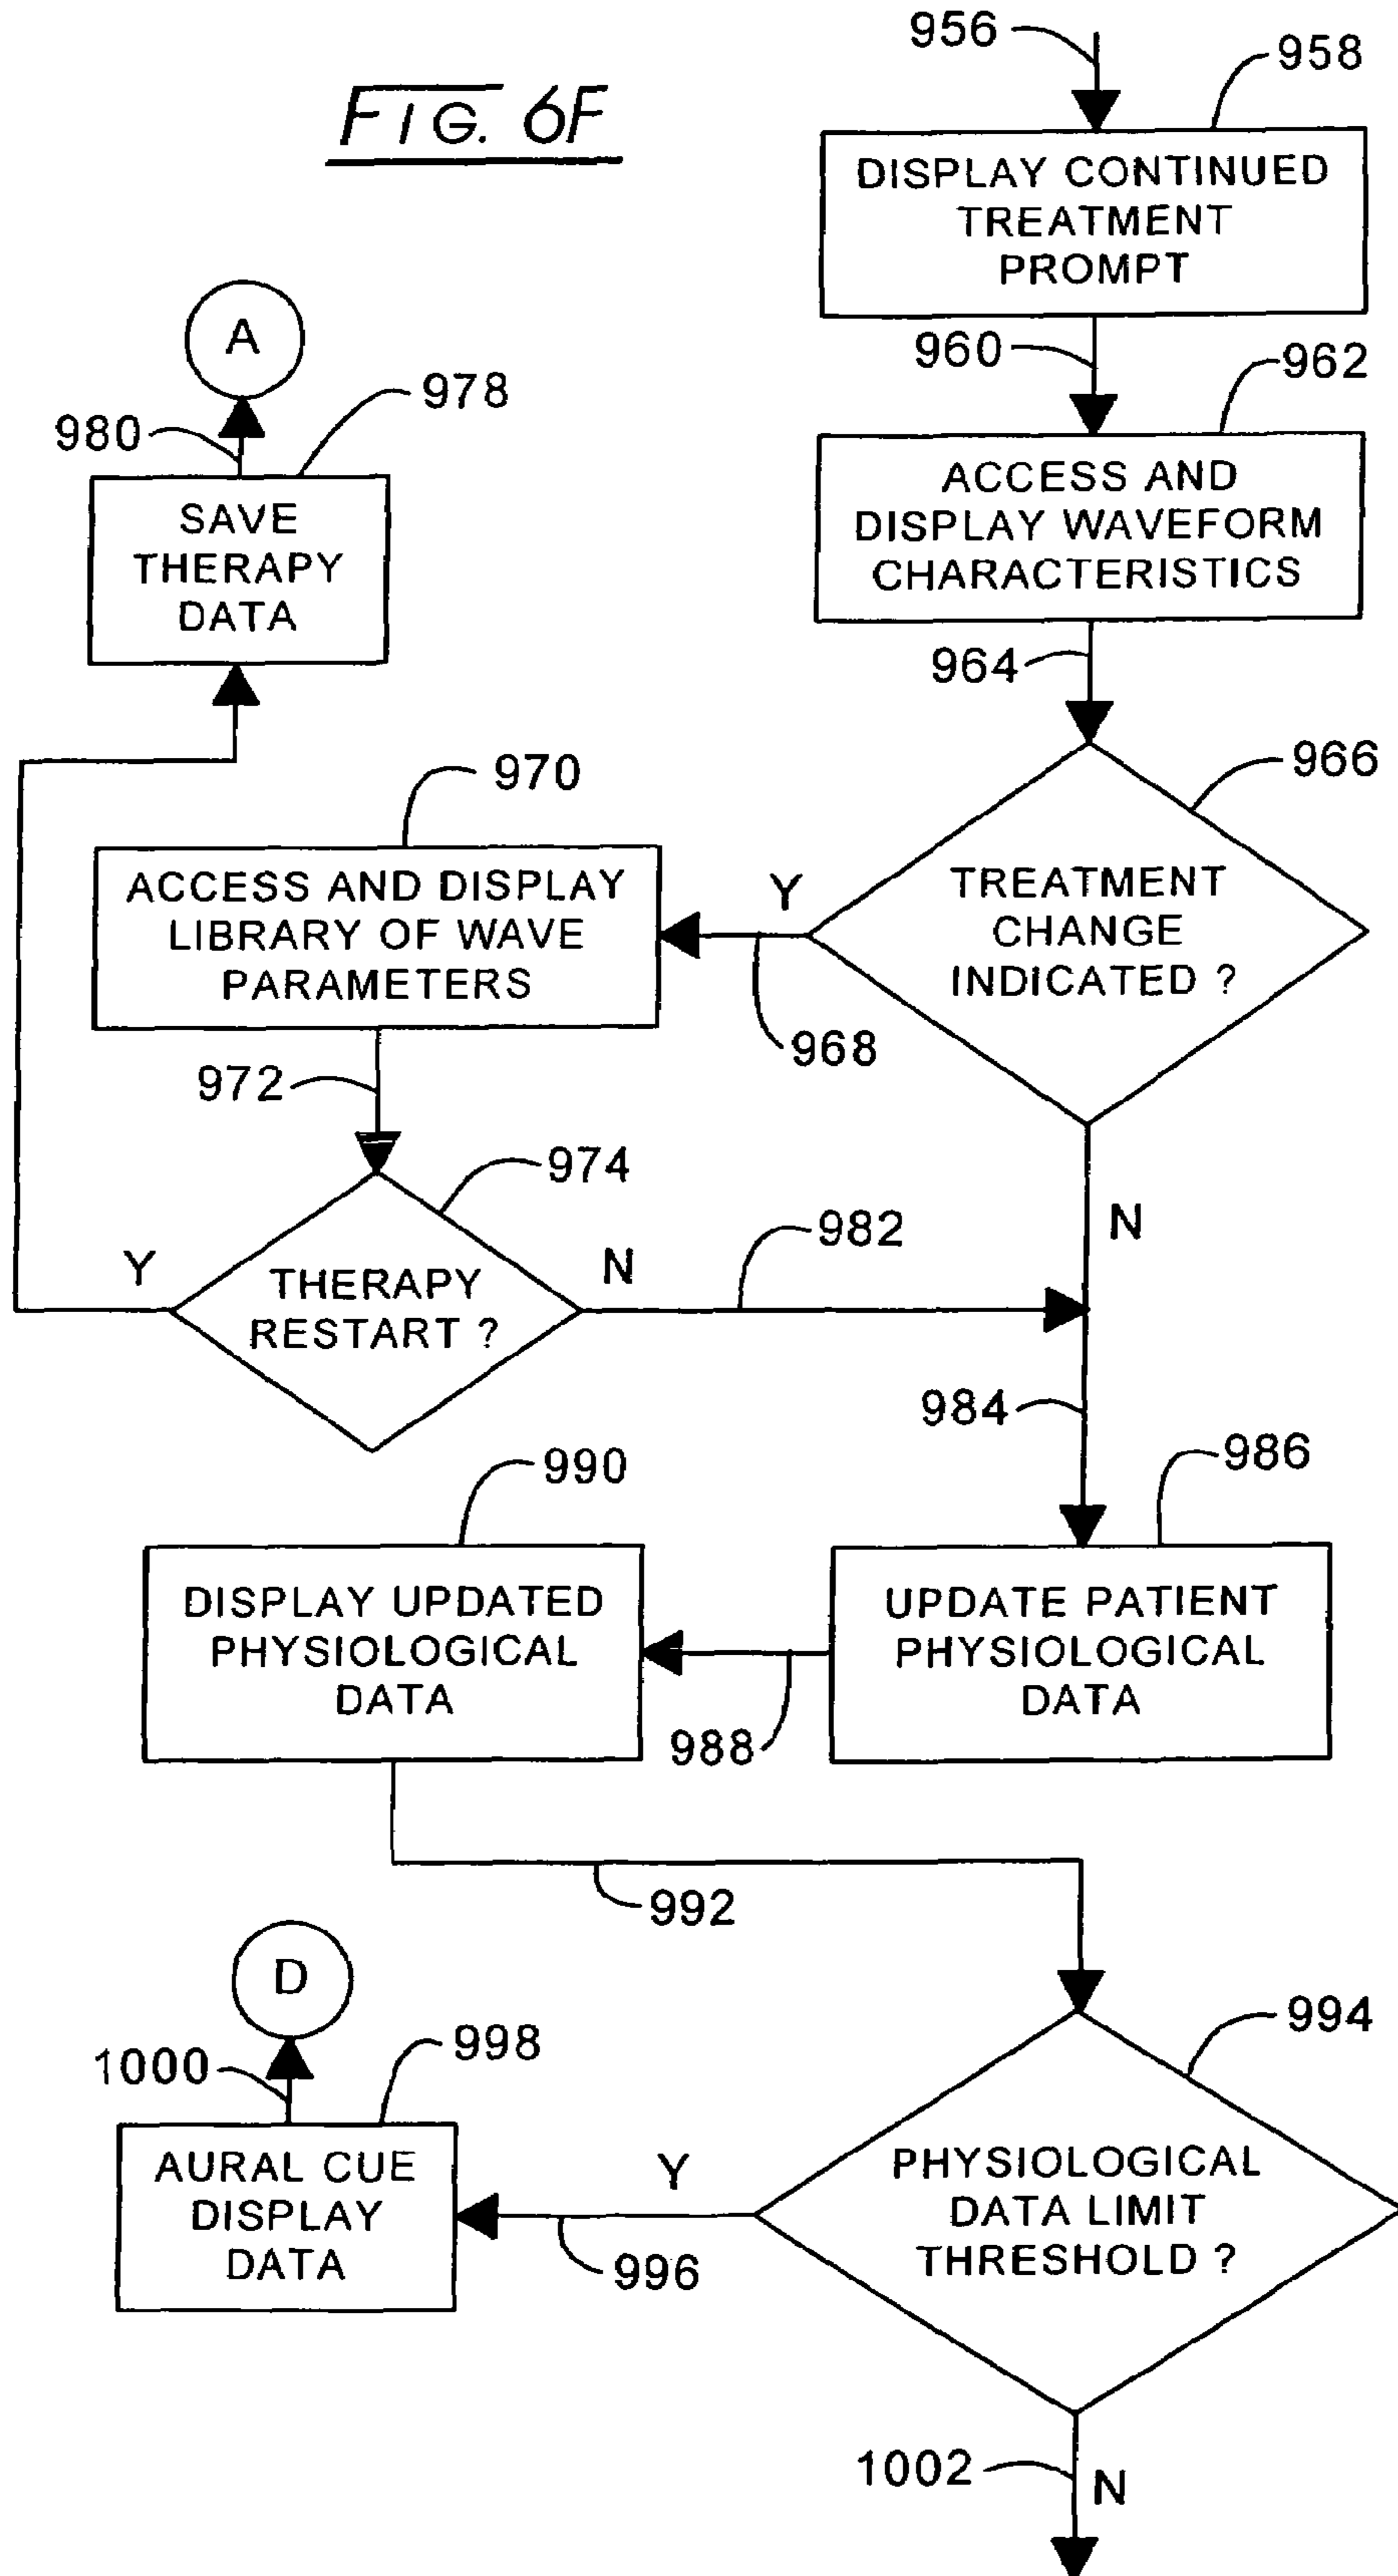 FIG. 6F
956
958
DISPLAY CONTINUED
TREATMENT
PROMPT
960
962
ACCESS AND
DISPLAY WAVEFORM
CHARACTERISTICS
964
966
TREATMENT
CHANGE
INDICATED ?
Y
968
N
970
ACCESS AND DISPLAY
LIBRARY OF WAVE
PARAMETERS
972
974
THERAPY
RESTART ?
Y
N
982
A
980
978
SAVE
THERAPY
DATA
984
986
UPDATE PATIENT
PHYSIOLOGICAL
DATA
988
990
DISPLAY UPDATED
PHYSIOLOGICAL
DATA
992
994
PHYSIOLOGICAL
DATA LIMIT
THRESHOLD ?
Y
996
D
1000
998
AURAL CUE
DISPLAY
DATA
1002
N